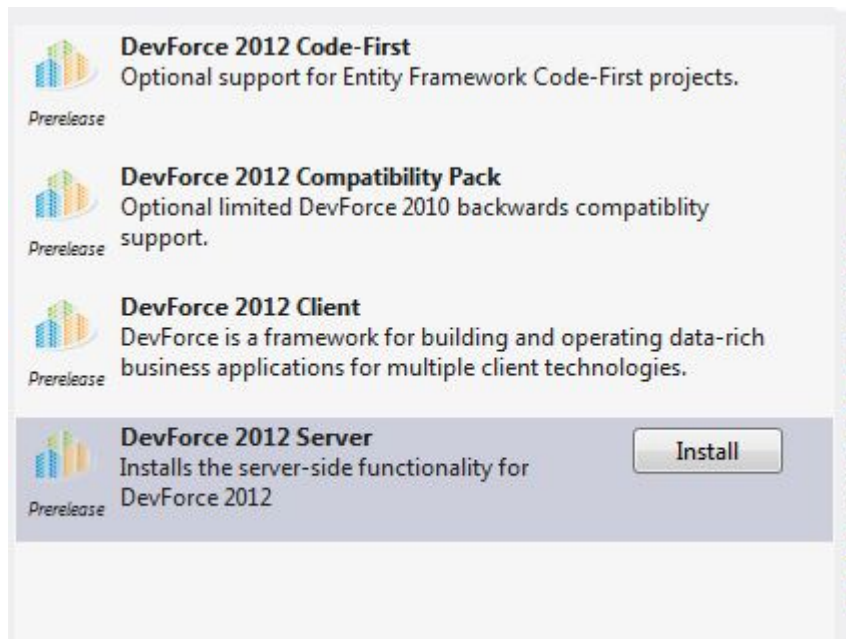 DevForce 2012 Code-First
Optional support for Entity Framework Code-First projects.
Prerelease
DevForce 2012 Compatibility Pack
Optional limited DevForce 2010 backwards compatiblity
support.
Prerelease
DevForce 2012 Client
DevForce is a framework for building and operating data-rich
business applications for multiple client technologies.
Prerelease
DevForce 2012 Server
Install
Installs the server-side functionality for
DevForce 2012
Prerelease